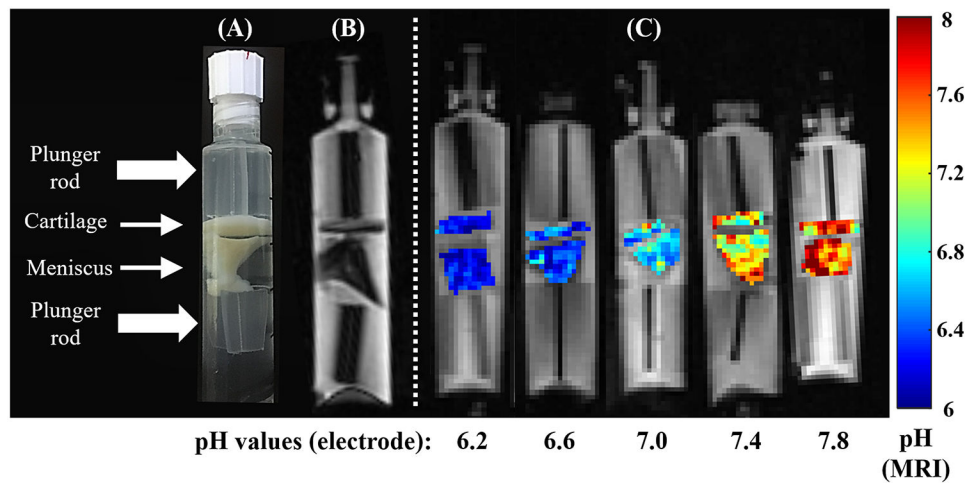 (A)
(B)
(C)
Plunger
rod
Cartilage
Meniscus
Plunger
rod
8
7.6
7.2
6.8
6.4
6
pH values (electrode): 6.2 6.6 7.0 7.4 7.8
pH
(MRI)